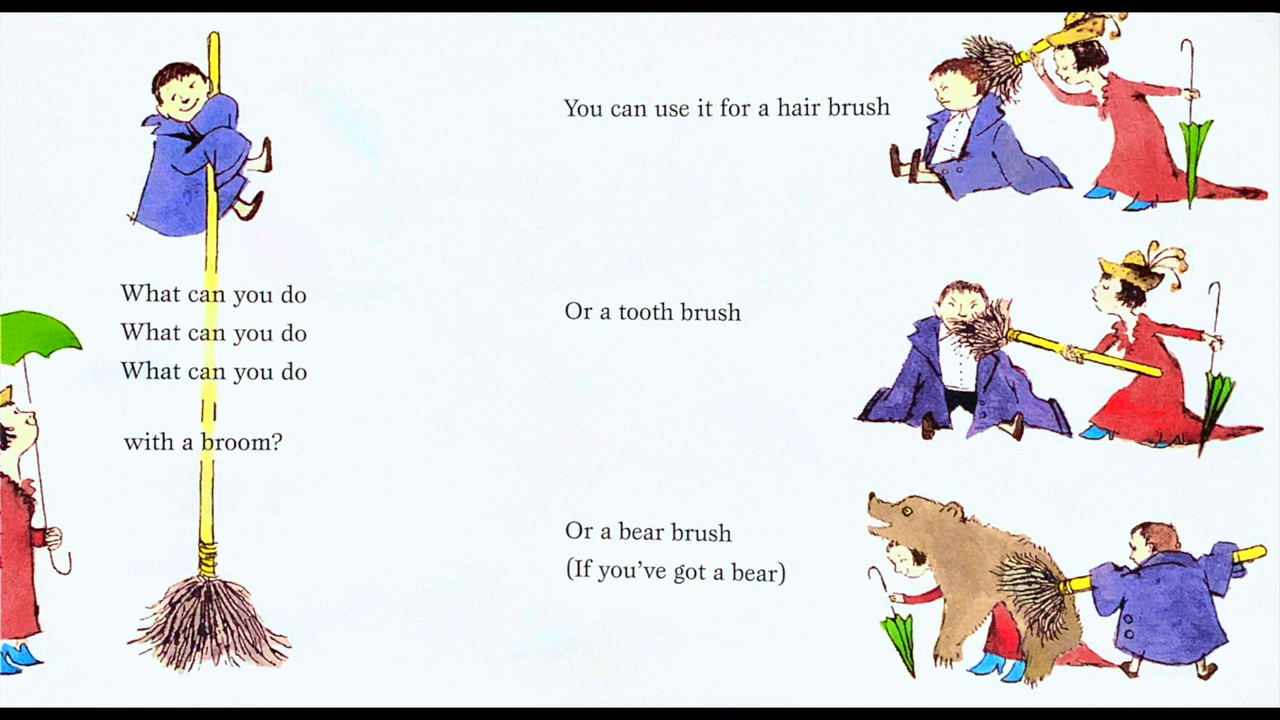 What can you do
What can you do
What can you do
with a broom?
You can use it for a hair brush
Or a tooth brush
Or a bear brush
(If you've got a bear)